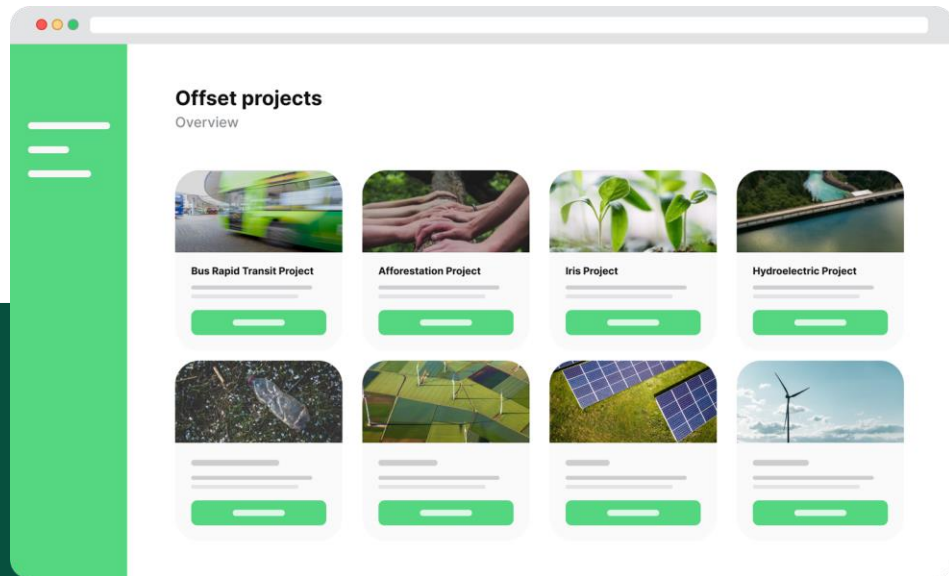 Offset projects
Overview
Bus Rapid Transit Project
Afforestation Project
Iris Project
Hydroelectric Project